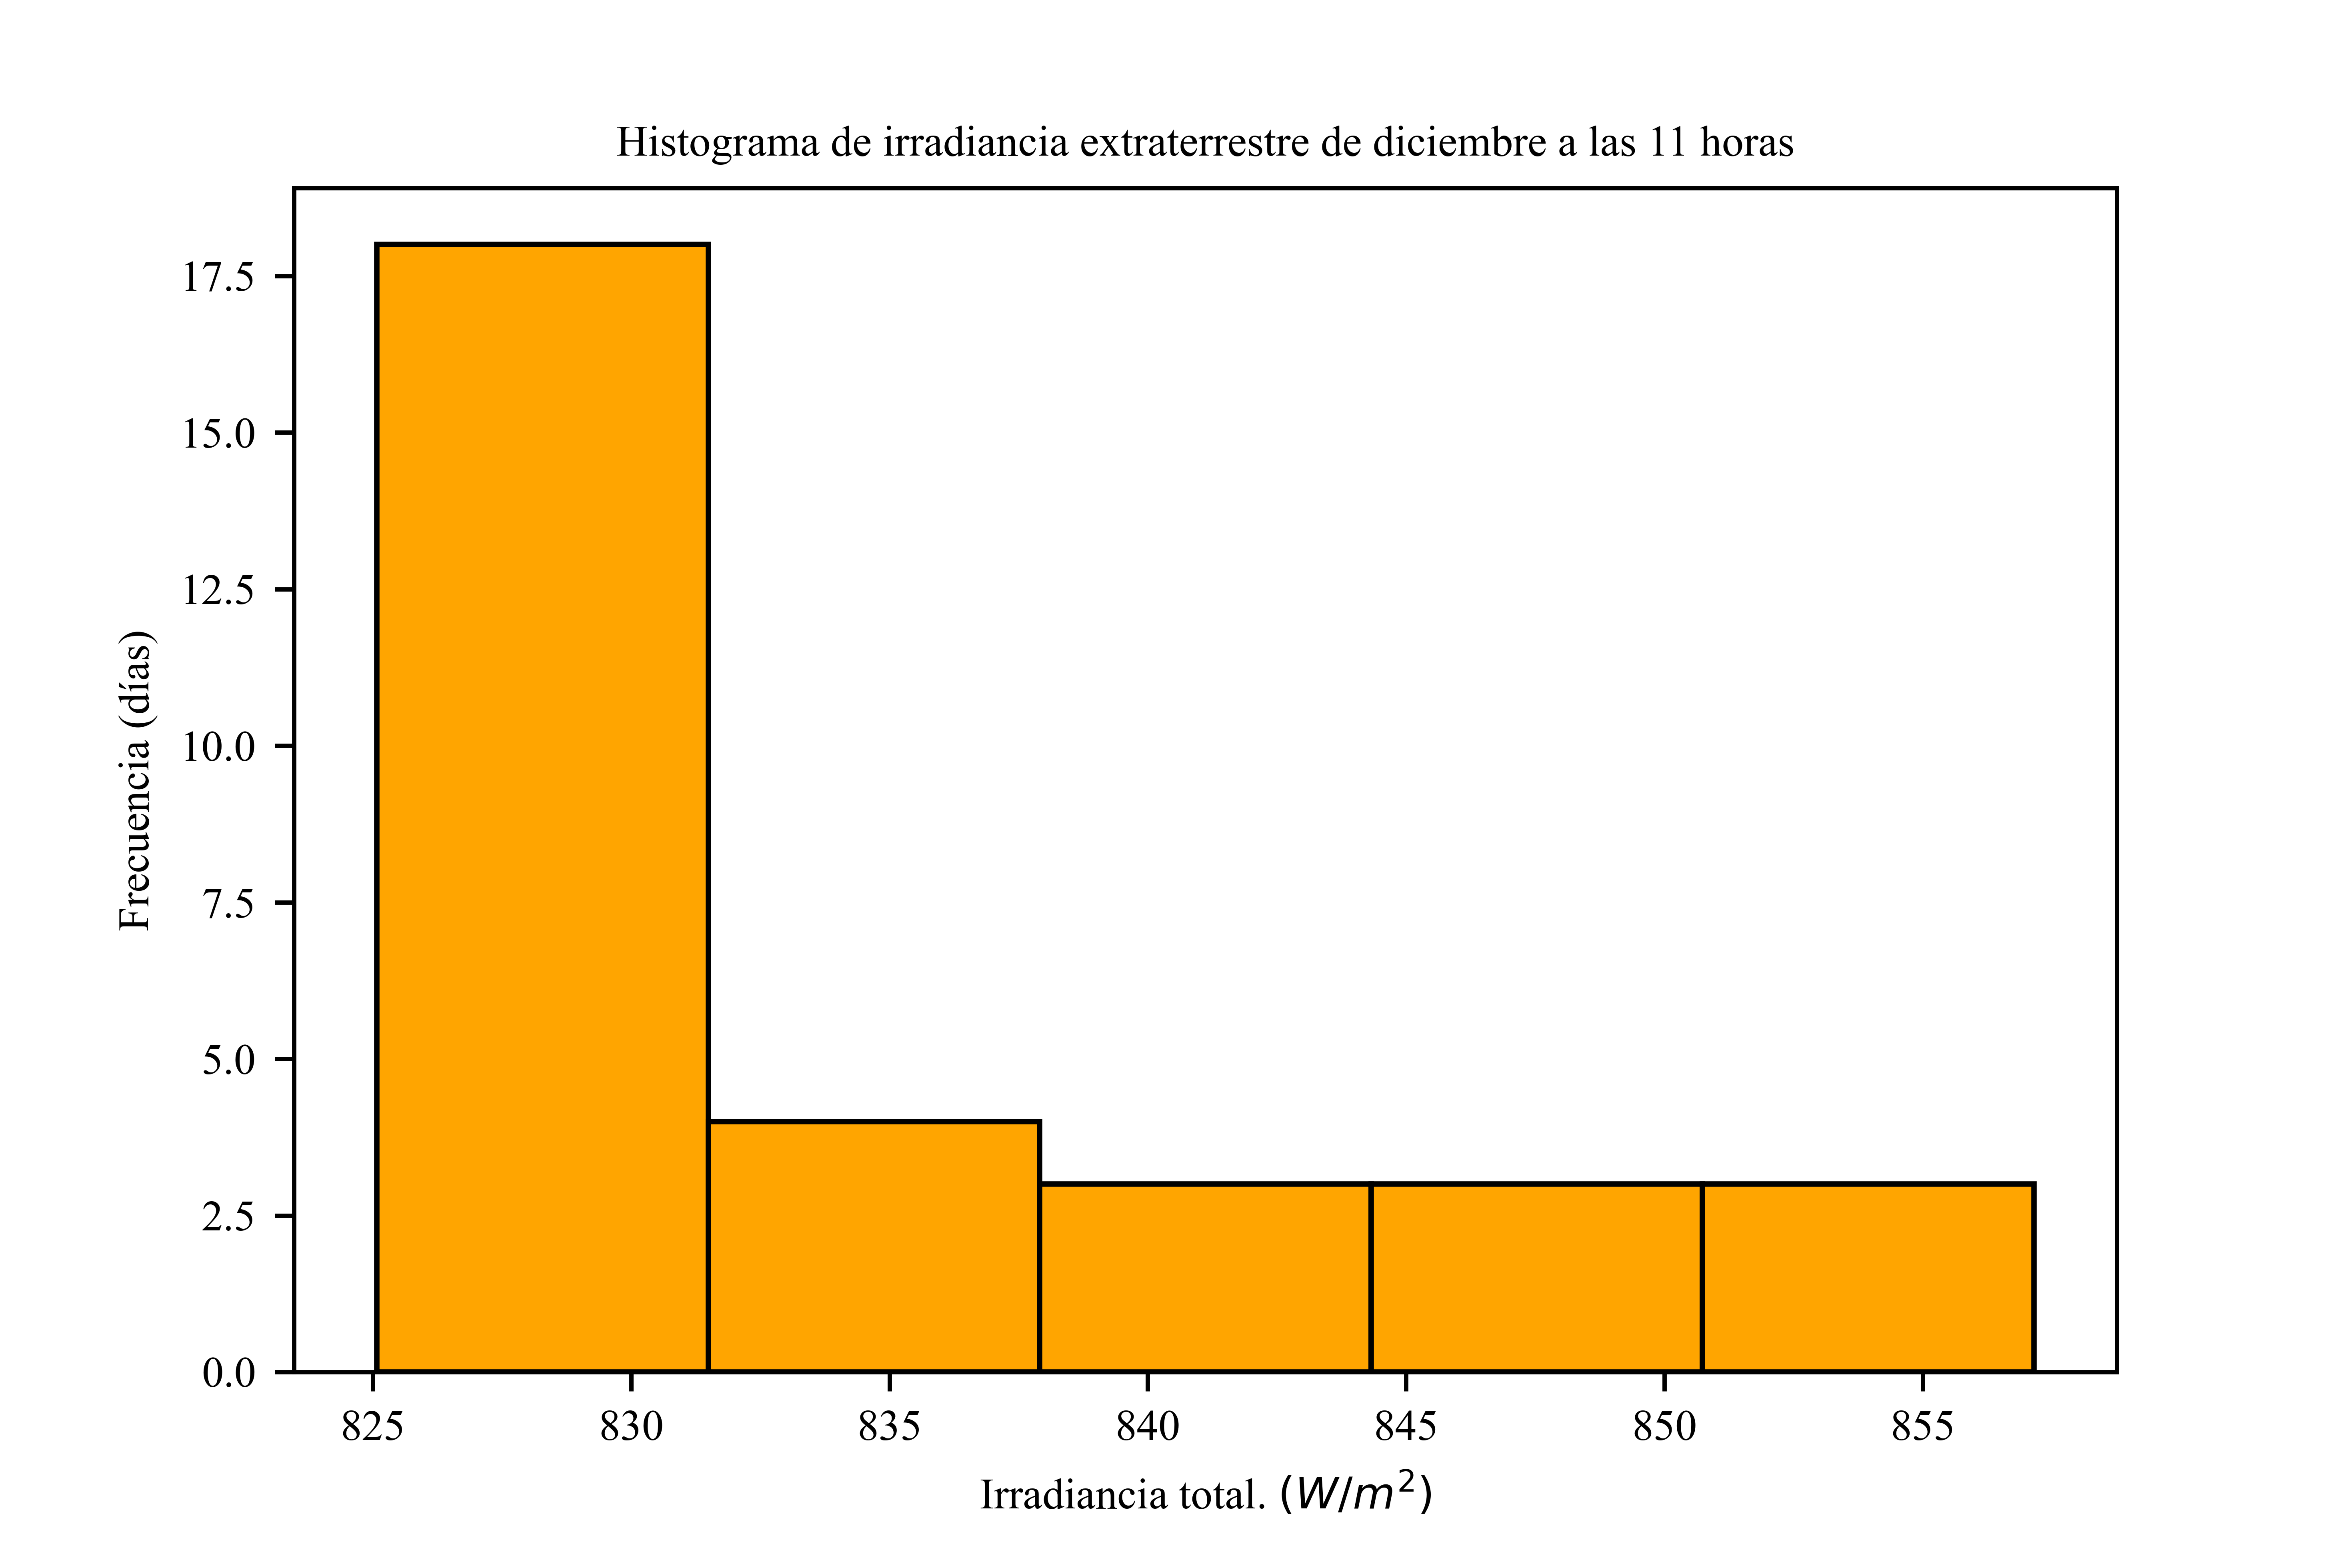 Histograma de irradiancia extraterrestre de diciembre a las 11 horas
Frecuencia (días)
17.5
15.0
12.5
10.0
7.5
5.0
2.5
0.0
825 830 835 840 845 850 855
Irradiancia total. (W/m²)